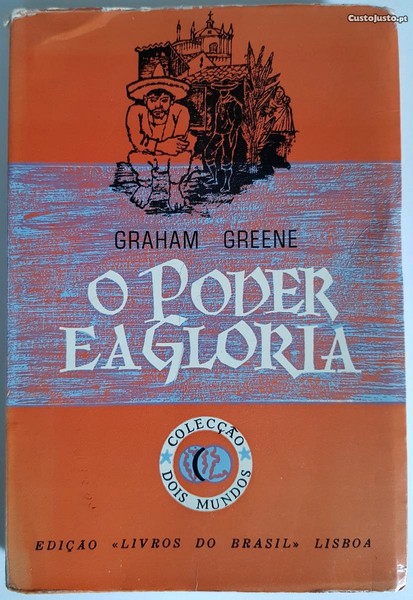 CustoJusto.pt
GRAHAM GREENE
O PODER
E A GLORIA
COLECÇÃO
DOIS MUNDOS
EDIÇÃO «LIVROS DO BRASIL» LISBOA